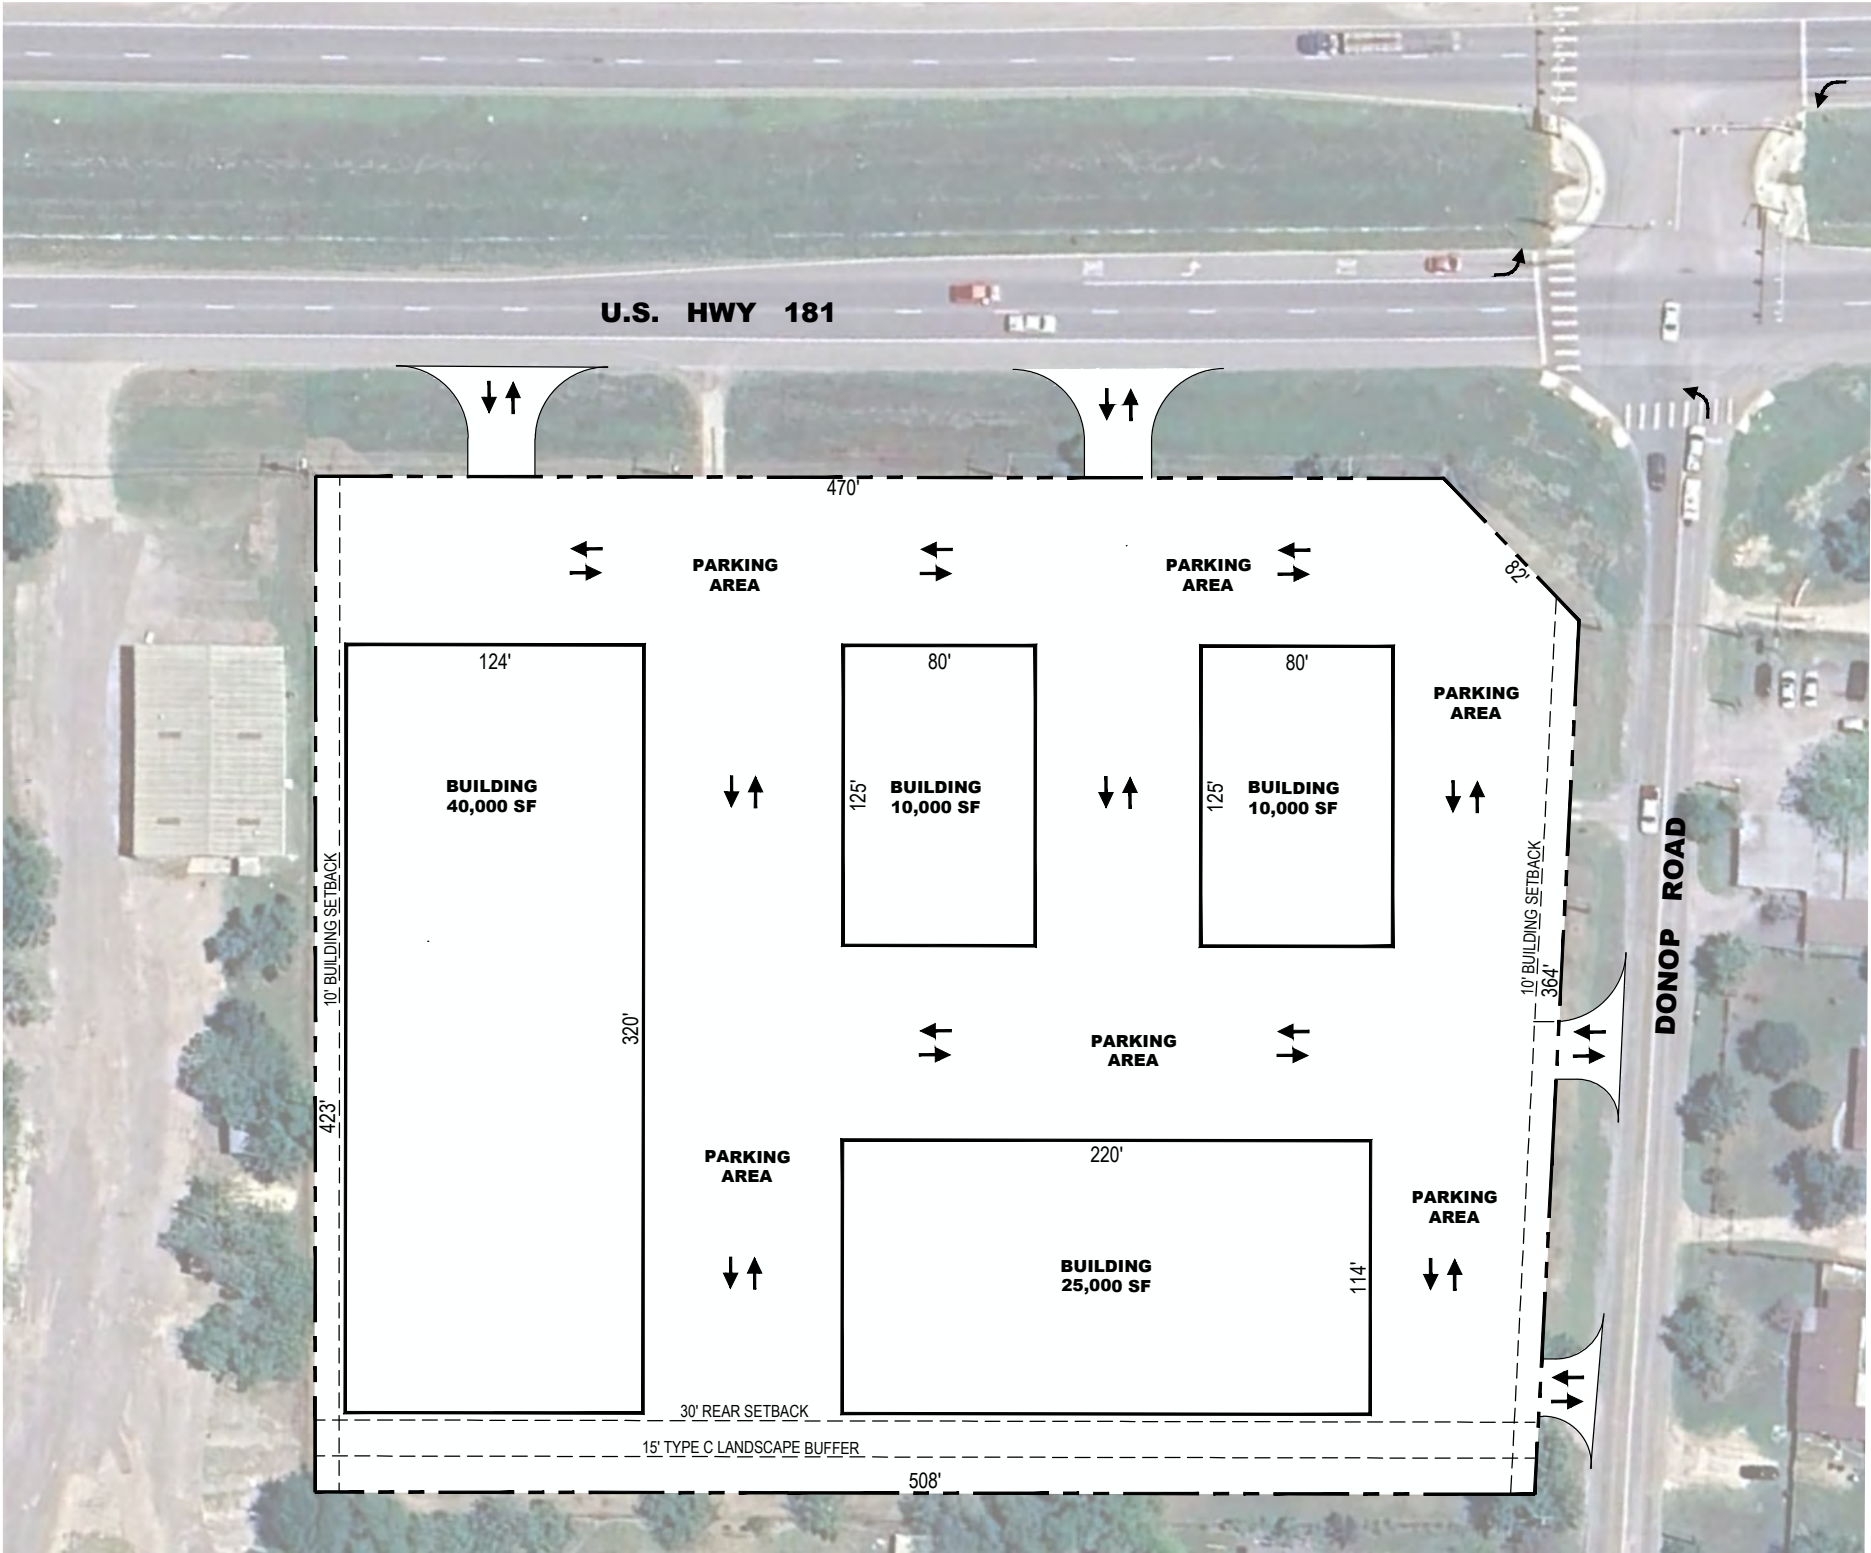 U.S. HWY 181
470'
82'
PARKING
AREA
PARKING
AREA
124'
80'
80'
PARKING
AREA
BUILDING
40,000 SF
125'
BUILDING
10,000 SF
125'
BUILDING
10,000 SF
10' BUILDING SETBACK
10' BUILDING SETBACK
364'
DONOP ROAD
320'
PARKING
AREA
423'
PARKING
AREA
220'
PARKING
AREA
BUILDING
25,000 SF
114'
30' REAR SETBACK
15' TYPE C LANDSCAPE BUFFER
508'